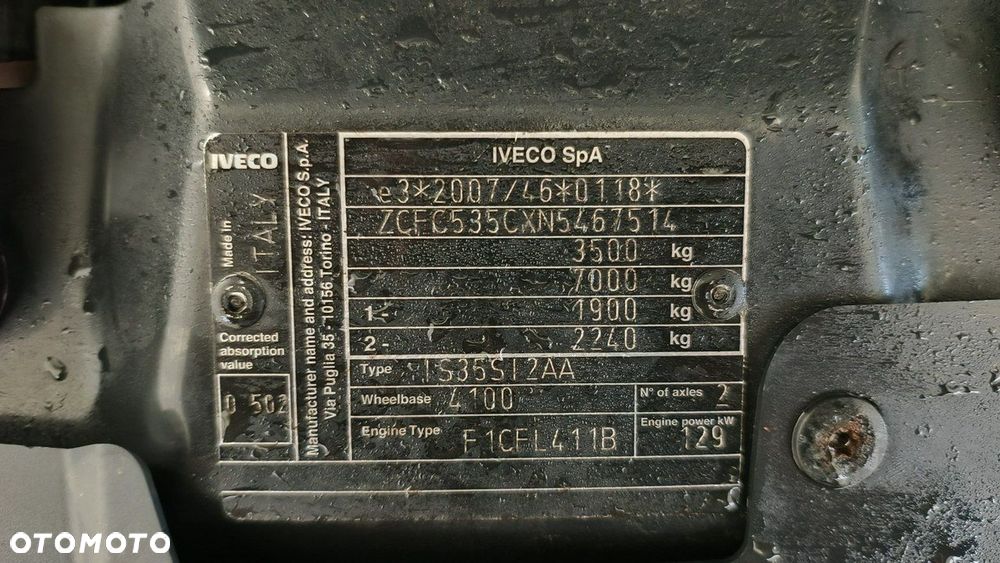 IVECO
Made in
ITALY
Corrected
absorption
value
0 502
Manufacturer name and address: IVECO S.p.A.
Via Puglia 35 - 10156 Torino - ITALY
IVECO SpA
e3*2007/46*0118*
ZCFC535CXN5467514
3500 kg
7000 kg
1- 1900 kg
2- 2240 kg
Type IS35SI2AA
Wheelbase 4100 N° of axles 2
Engine Type F1CFL411B Engine power kW 129
OTOMOTO